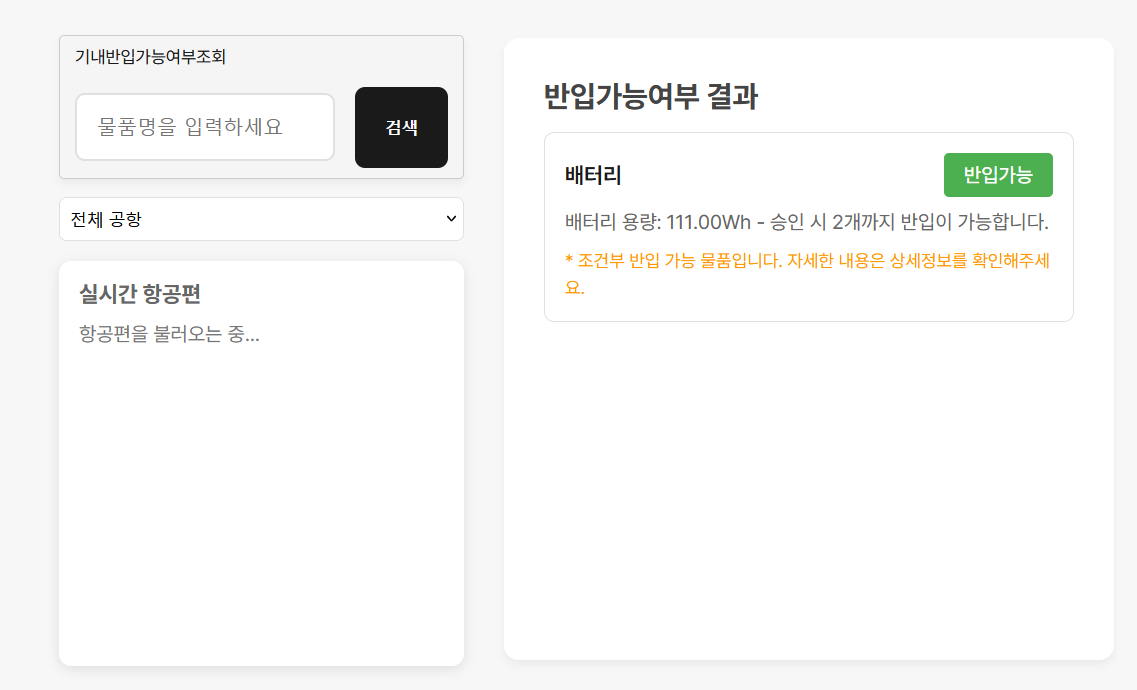 기내반입가능여부조회
물품명을 입력하세요
검색
전체 공항
실시간 항공편
항공편을 불러오는 중...
반입가능여부 결과
배터리
반입가능
배터리 용량: 111.00Wh - 승인 시 2개까지 반입이 가능합니다.
* 조건부 반입 가능 물품입니다. 자세한 내용은 상세정보를 확인해주세
요.